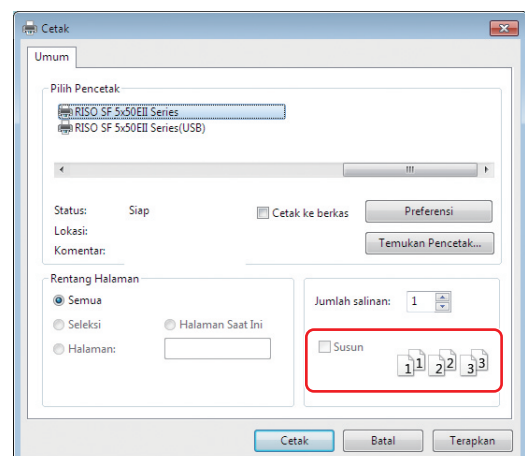 Cetak
Umum
Pilih Pencetak
RISO SF 5x50EII Series
RISO SF 5x50EII Series(USB)
Status: Siap
Cetak ke berkas
Preferensi
Lokasi:
Komentar:
Temukan Pencetak...
Rentang Halaman
Semua
Jumlah salinan: 1
Seleksi
Halaman Saat Ini
Halaman:
Susun
1 1 2 2 3 3
Cetak
Batal
Terapkan